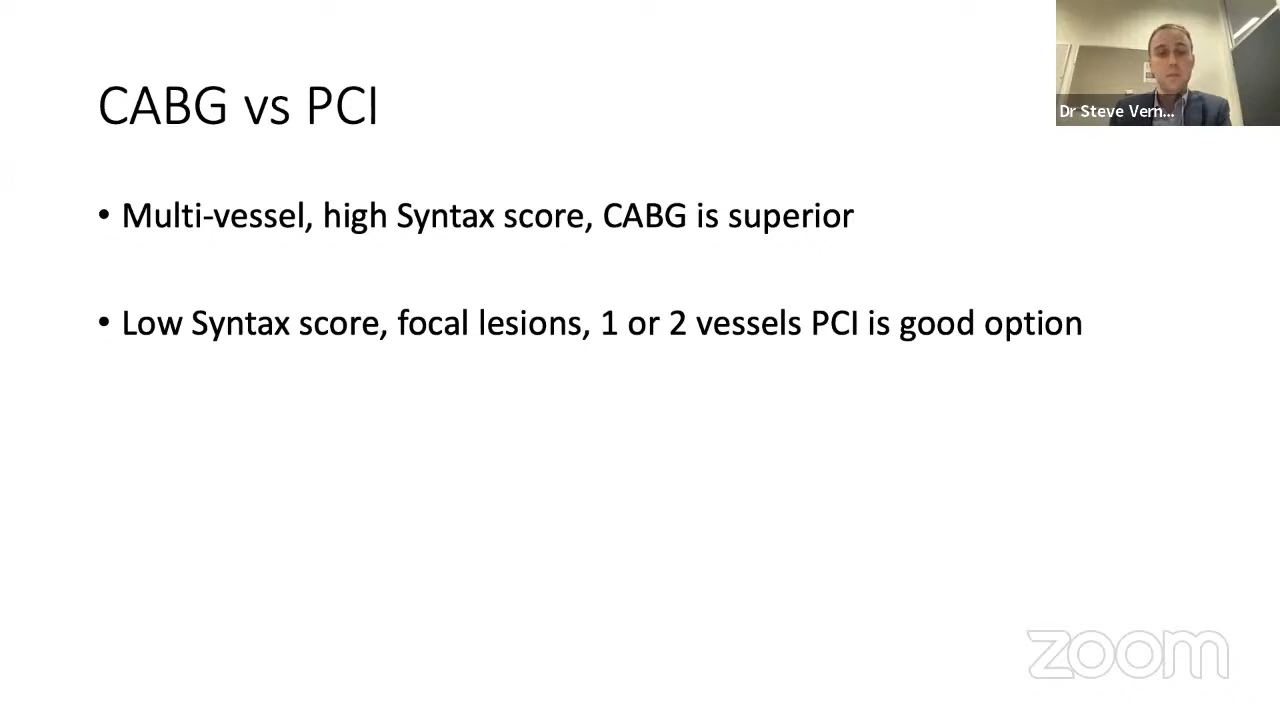 CABG vs PCI
Dr Steve Vern...
• Multi-vessel, high Syntax score, CABG is superior
• Low Syntax score, focal lesions, 1 or 2 vessels PCI is good option
zoom